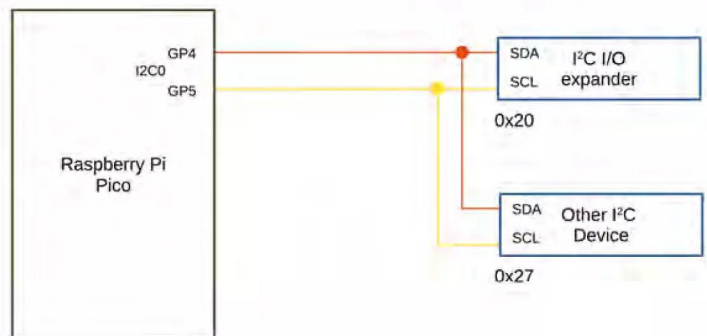 GP4
I2C0
GP5
Raspberry Pi
Pico
SDA
SCL
I²C I/O
expander
0x20
SDA
SCL
Other I²C
Device
0x27